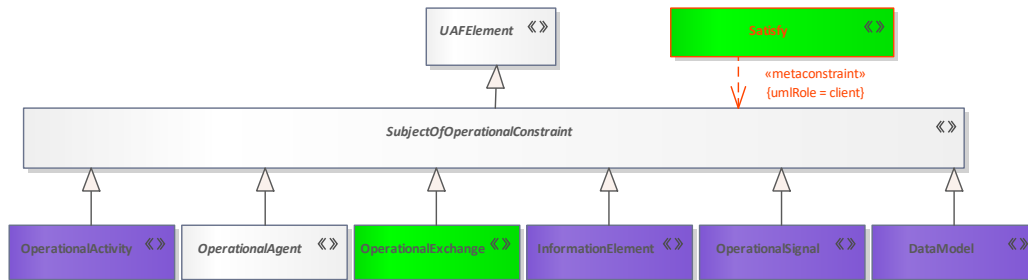 UAFElement «»
Satisfy «»
«metaconstraint»
{umlRole = client}
SubjectOfOperationalConstraint «»
OperationalActivity «»
OperationalAgent «»
OperationalExchange «»
InformationElement «»
OperationalSignal «»
DataModel «»